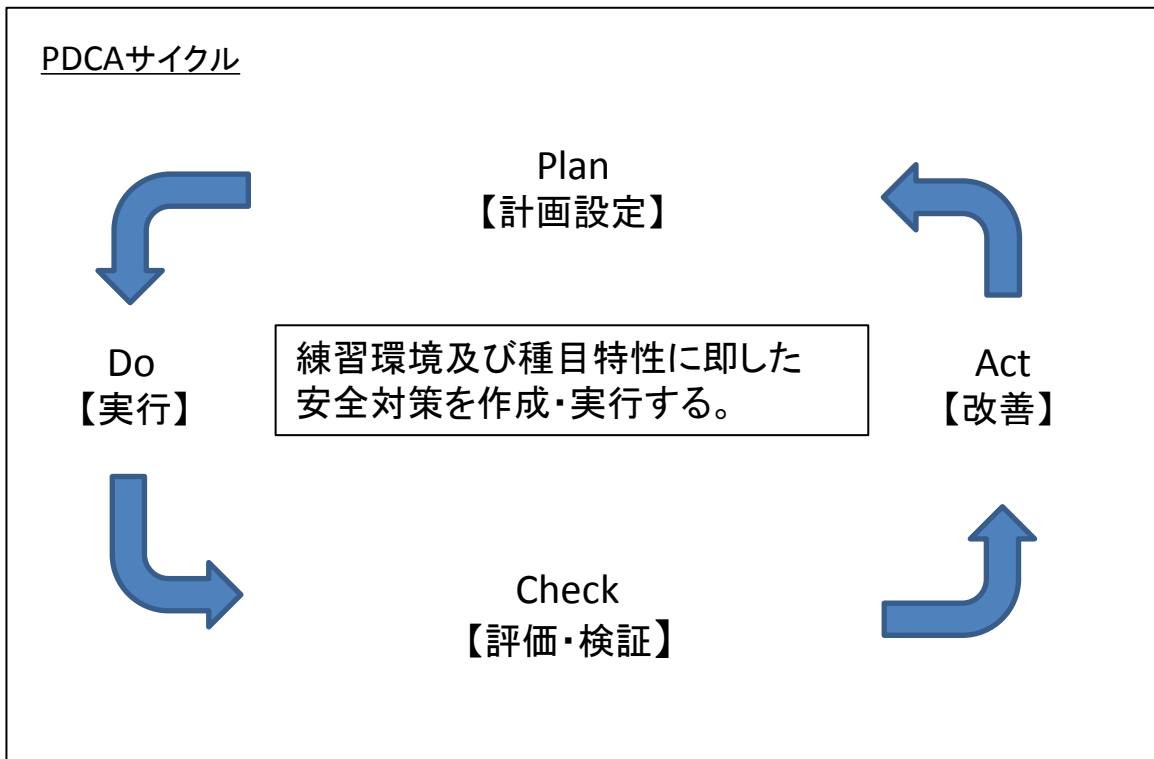 PDCAサイクル
Plan
【計画設定】
Do
【実行】
練習環境及び種目特性に即した
安全対策を作成・実行する。
Act
【改善】
Check
【評価・検証】